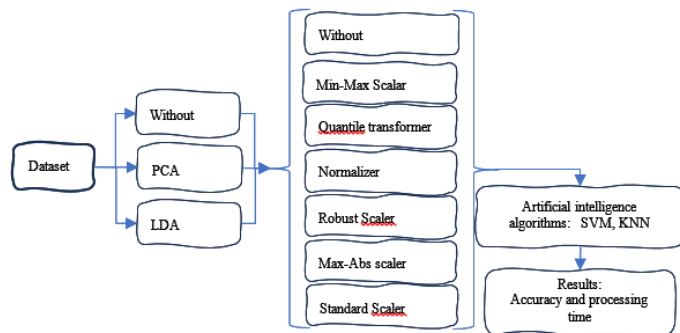 Dataset
Without
PCA
LDA
Without
Min-Max Scalar
Quantile transformer
Normalizer
Robust Scaler
Max-Abs scaler
Standard Scaler
Artificial intelligence
algorithms: SVM, KNN
Results:
Accuracy and processing
time